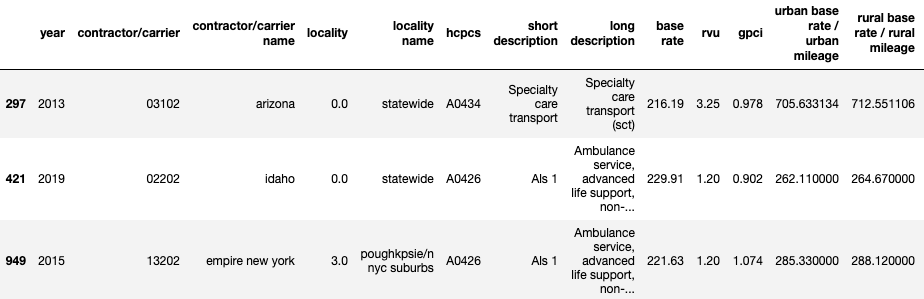 year contractor/carrier contractor/carrier name locality locality name hcpcs short description long description base rate rvu gpci urban base rate / urban mileage rural base rate / rural mileage
297 2013 03102 arizona 0.0 statewide A0434 Specialty care transport Specialty care transport (sct) 216.19 3.25 0.978 705.633134 712.551106
421 2019 02202 idaho 0.0 statewide A0426 Als 1 Ambulance service, advanced life support, non-... 229.91 1.20 0.902 262.110000 264.670000
949 2015 13202 empire new york 3.0 poughkpsie/n nyc suburbs A0426 Als 1 Ambulance service, advanced life support, non-... 221.63 1.20 1.074 285.330000 288.120000